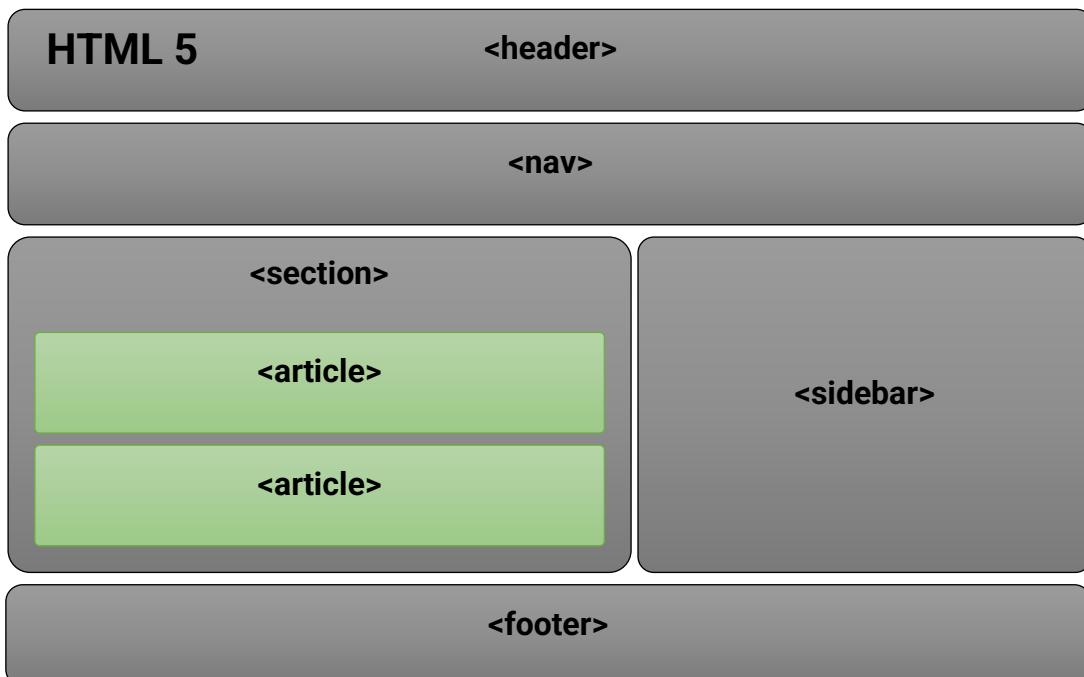 HTML 5
<header>
<nav>
<section>
<article>
<sidebar>
<article>
<footer>